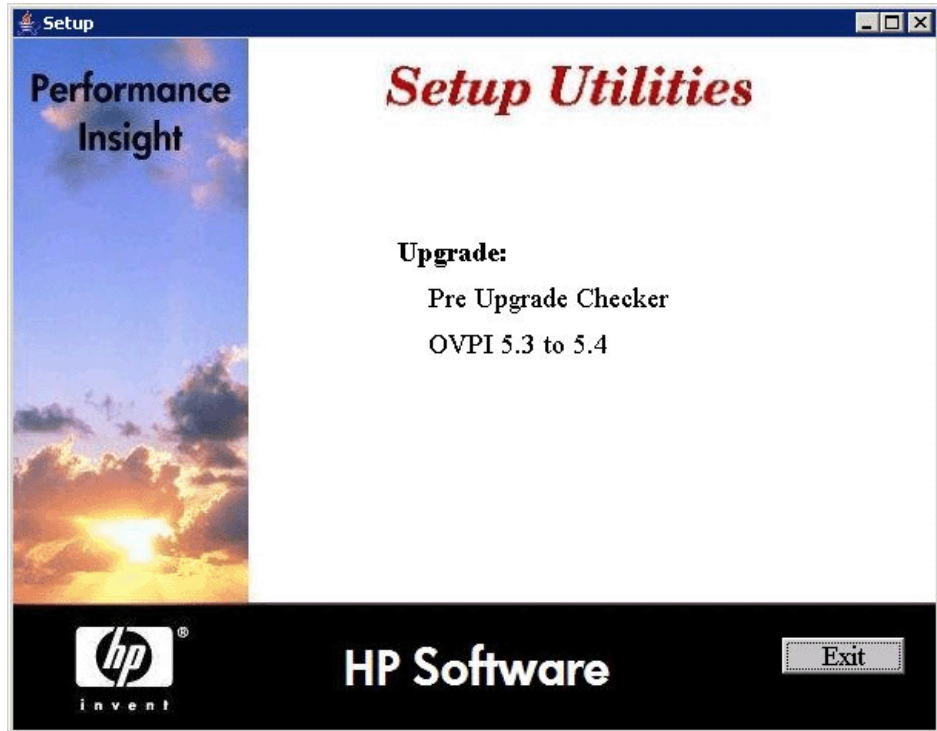 Setup
Performance
Insight
Setup Utilities
Upgrade:
Pre Upgrade Checker
OVPI 5.3 to 5.4
hp
®
invent
HP Software
Exit